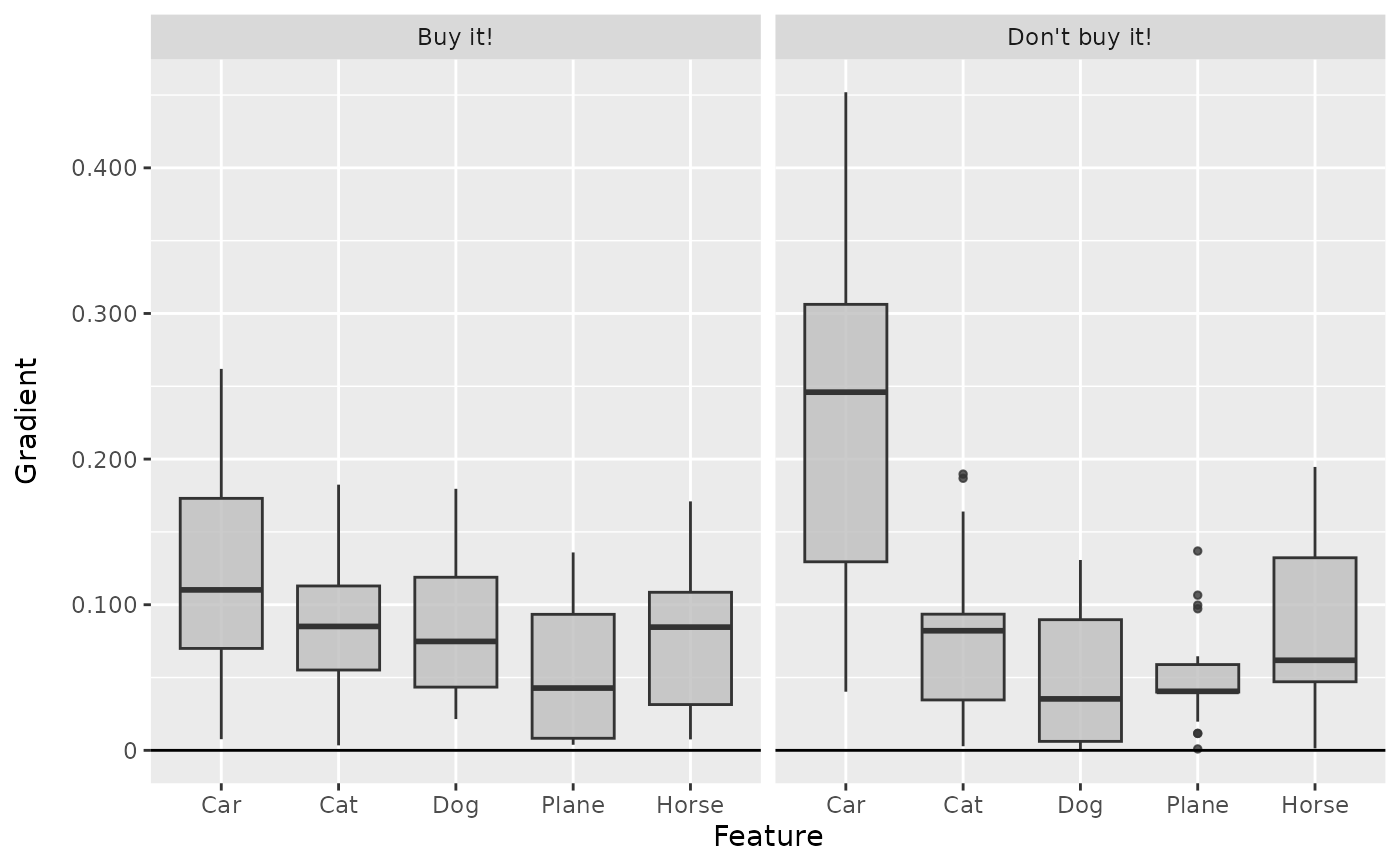 Buy it!
Don't buy it!
Gradient
0.400
0.300
0.200
0.100
0
Car Cat Dog Plane Horse
Car Cat Dog Plane Horse
Feature